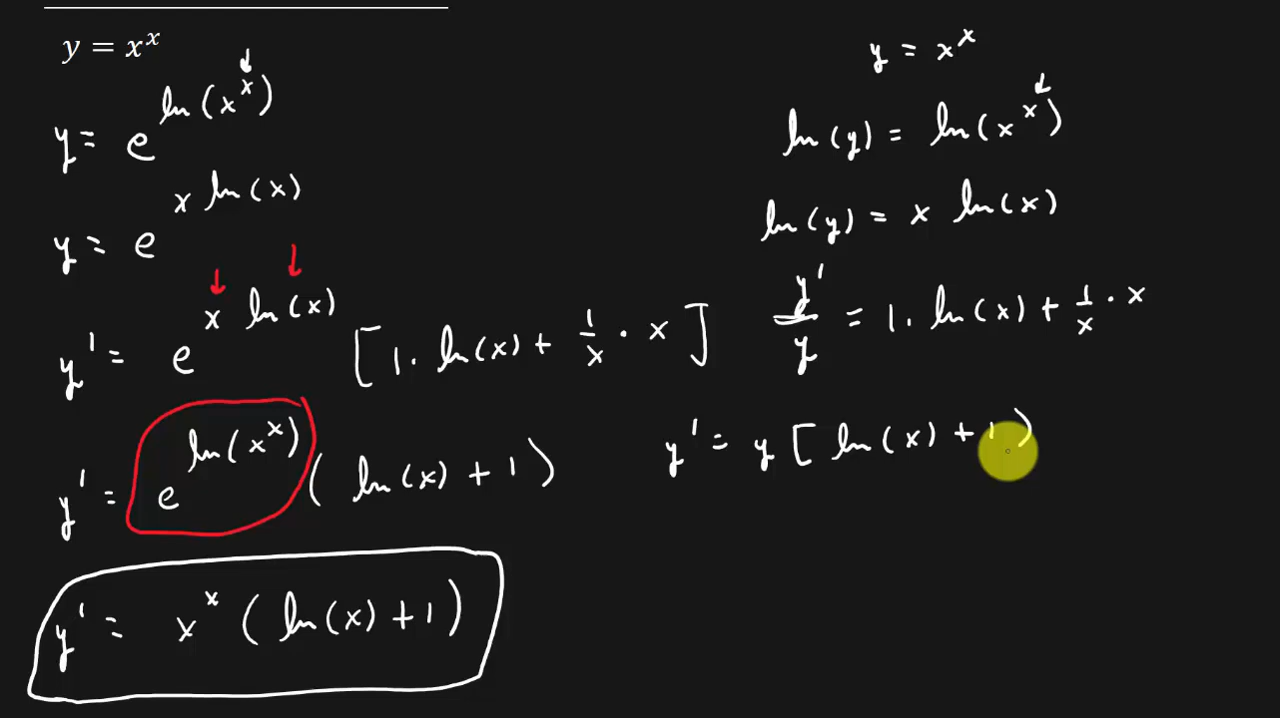 y = x^x
y = e^{ln(x^x)}
y = e^{x ln(x)}
y' = e^{x ln(x)} [1 · ln(x) + 1/x · x]
y' = e^{ln(x^x)} (ln(x) + 1)
y' = x^x (ln(x) + 1)
y = x^x
ln(y) = ln(x^x)
ln(y) = x ln(x)
y'/y = 1 · ln(x) + 1/x · x
y' = y [ln(x) + 1)